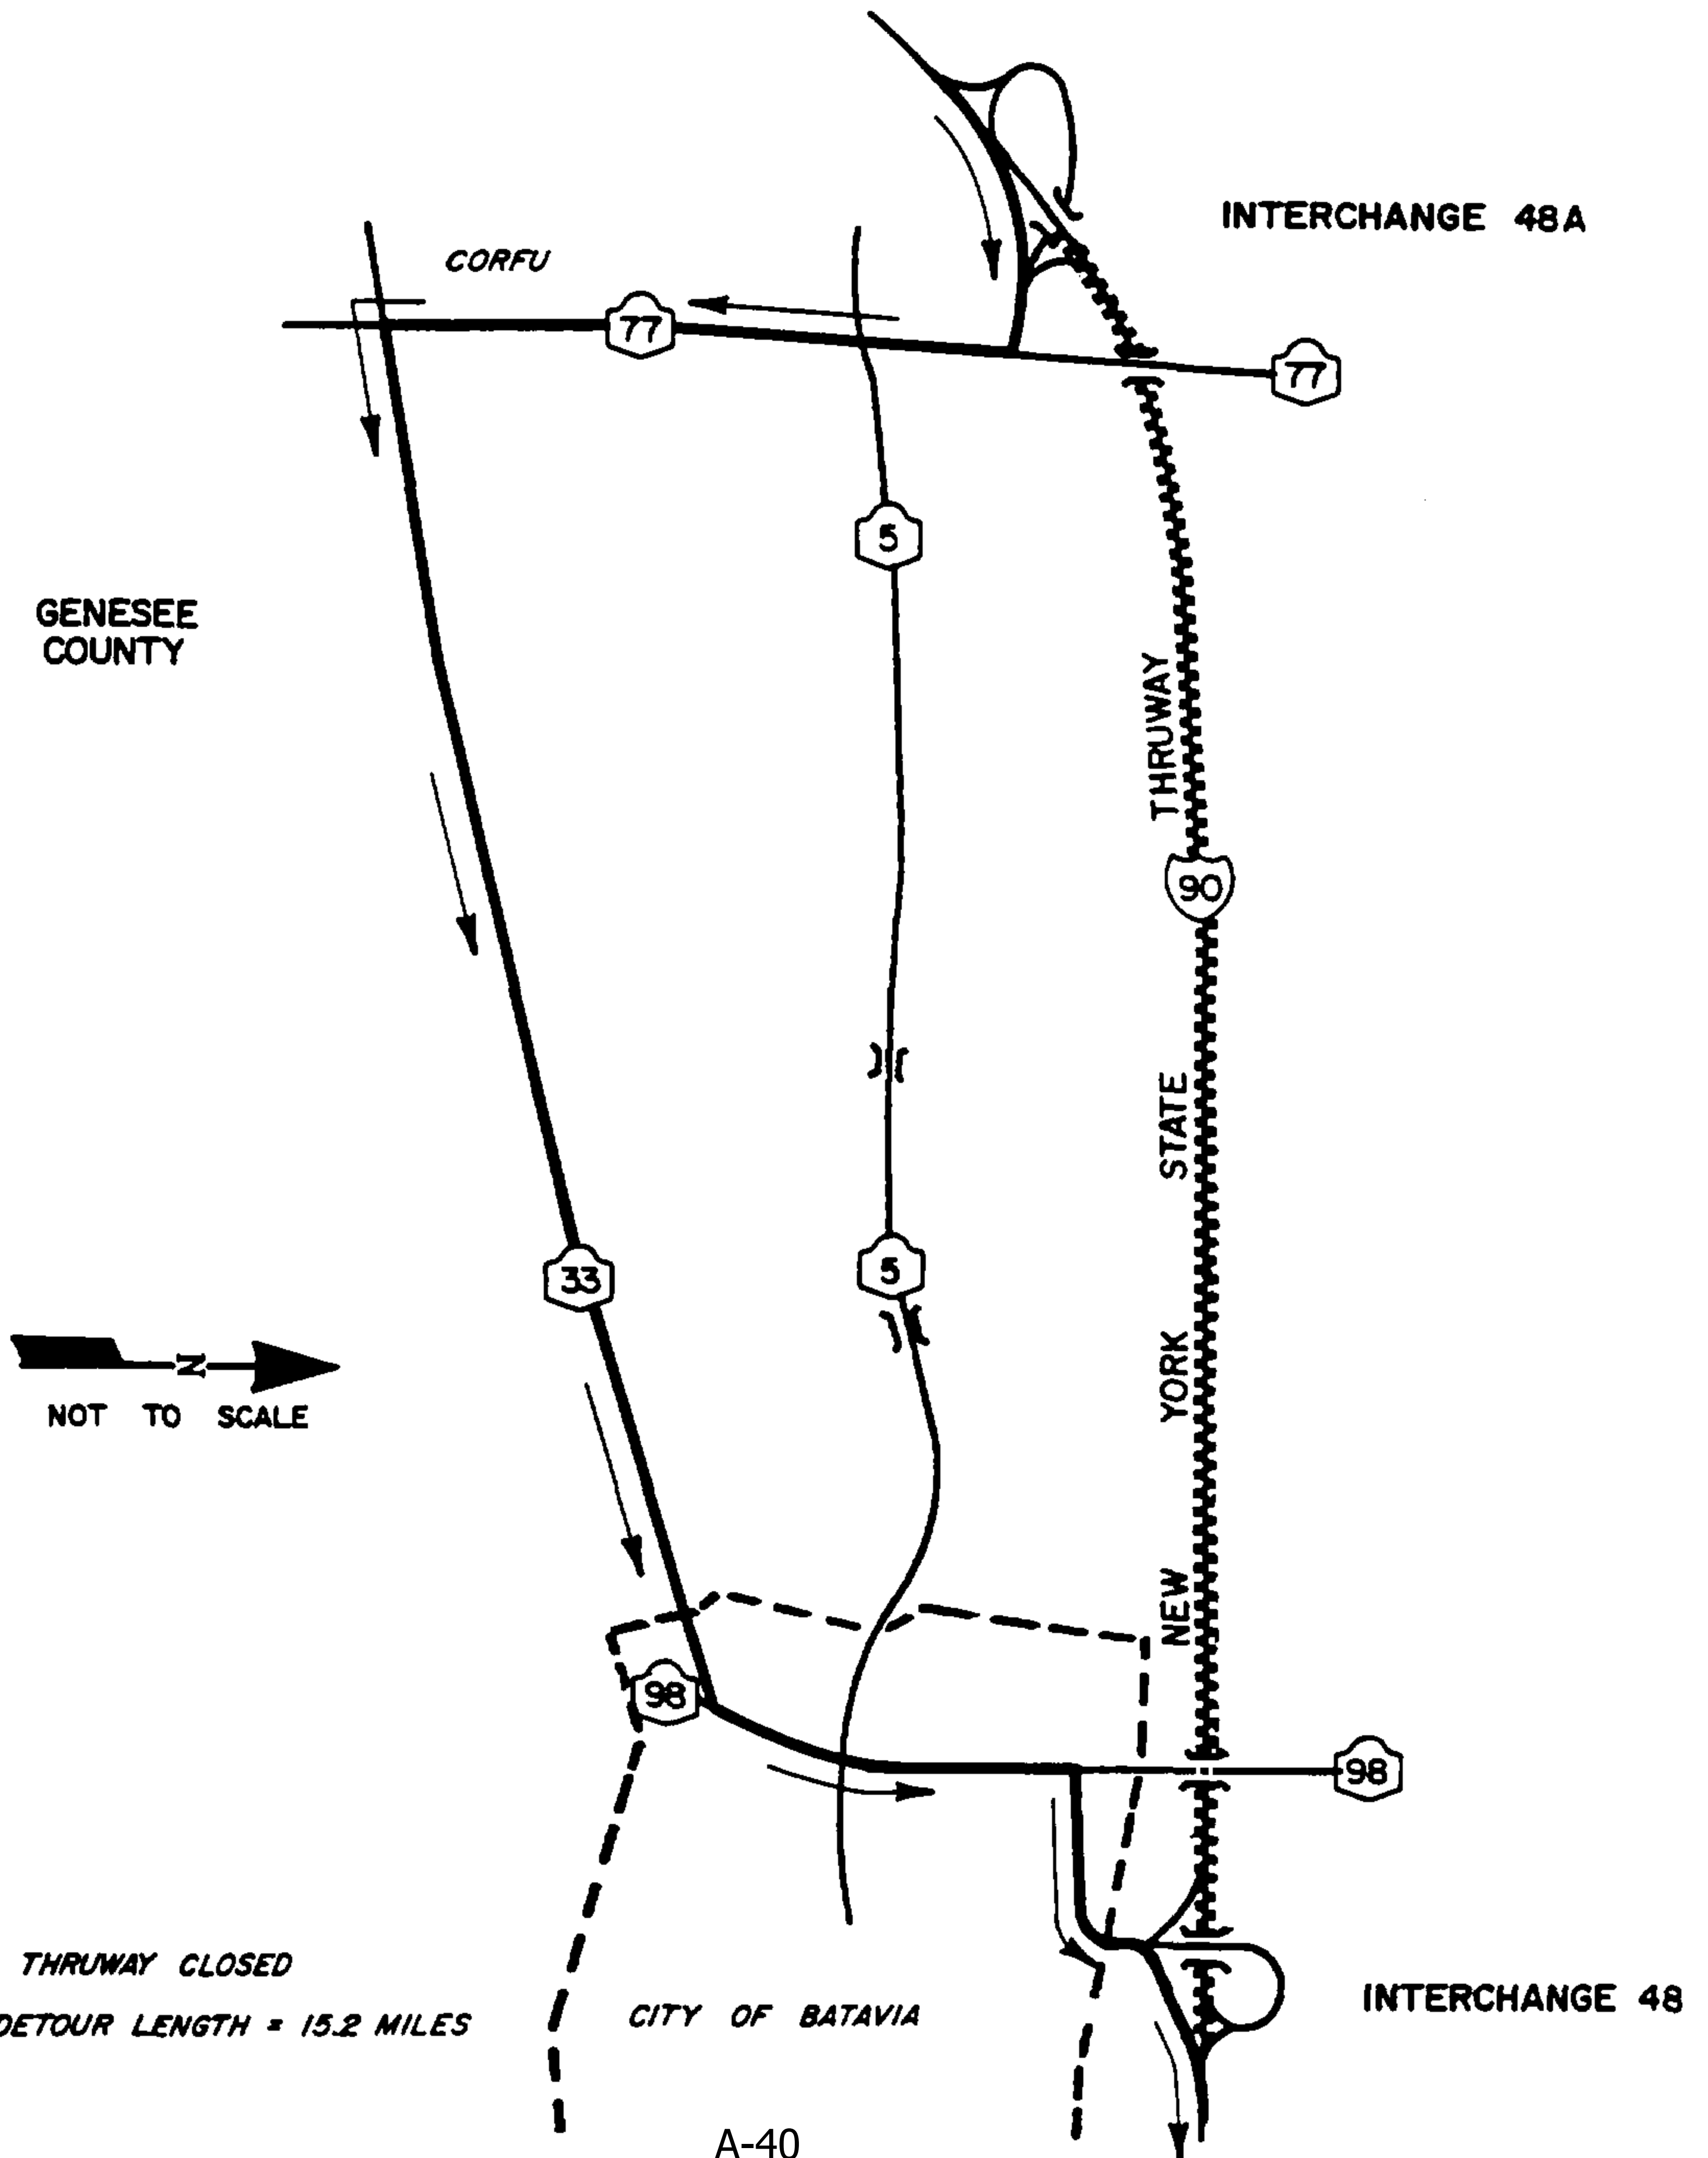 INTERCHANGE 48A
CORFU
77
77
5
GENESEE
COUNTY
THRUWAY
90
STATE
33
5
YORK
N
NOT TO SCALE
NEW
98
98
THRUWAY CLOSED
DETOUR LENGTH = 15.2 MILES
CITY OF BATAVIA
INTERCHANGE 48
A-40